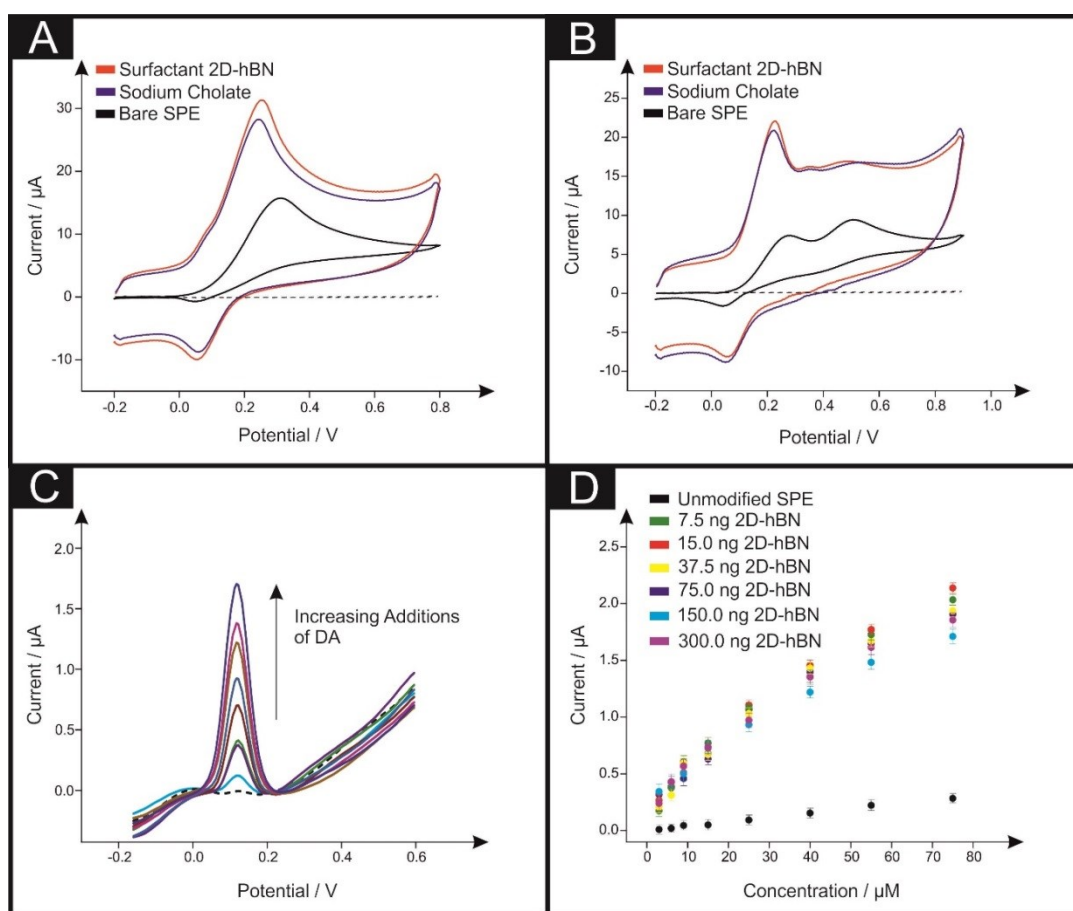 A
Surfactant 2D-hBN
Sodium Cholate
Bare SPE
30
20
10
0
-10
Current / µA
-0.2
0.0
0.2
0.4
0.6
0.8
Potential / V
B
Surfactant 2D-hBN
Sodium Cholate
Bare SPE
25
20
15
10
5
0
-5
-10
Current / µA
-0.2
0.0
0.2
0.4
0.6
0.8
1.0
Potential / V
C
2.0
1.5
1.0
0.5
0.0
Current / µA
Increasing Additions
of DA
-0.2
0.0
0.2
0.4
0.6
Potential / V
D
Unmodified SPE
7.5 ng 2D-hBN
15.0 ng 2D-hBN
37.5 ng 2D-hBN
75.0 ng 2D-hBN
150.0 ng 2D-hBN
300.0 ng 2D-hBN
2.5
2.0
1.5
1.0
0.5
0.0
Current / µA
0
10
20
30
40
50
60
70
80
Concentration / µM